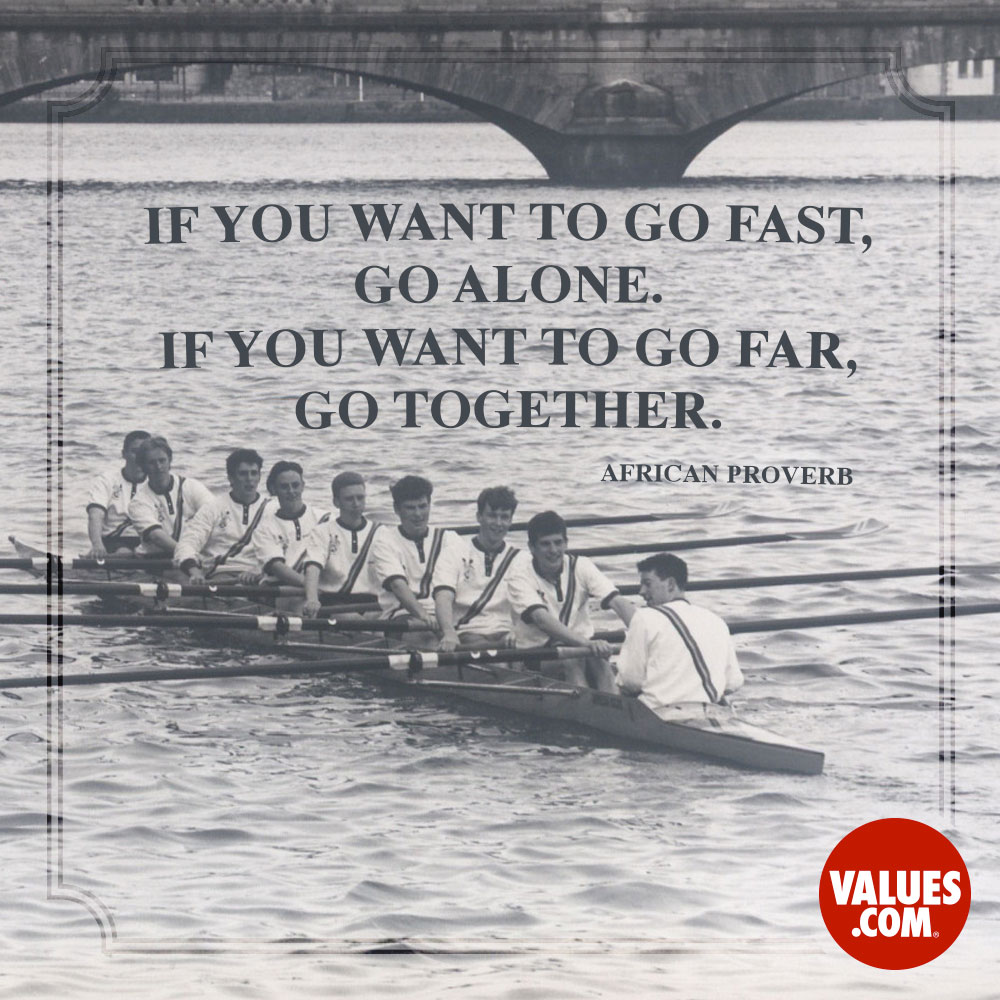 IF YOU WANT TO GO FAST,
GO ALONE.
IF YOU WANT TO GO FAR,
GO TOGETHER.
AFRICAN PROVERB
VALUES
.COM®